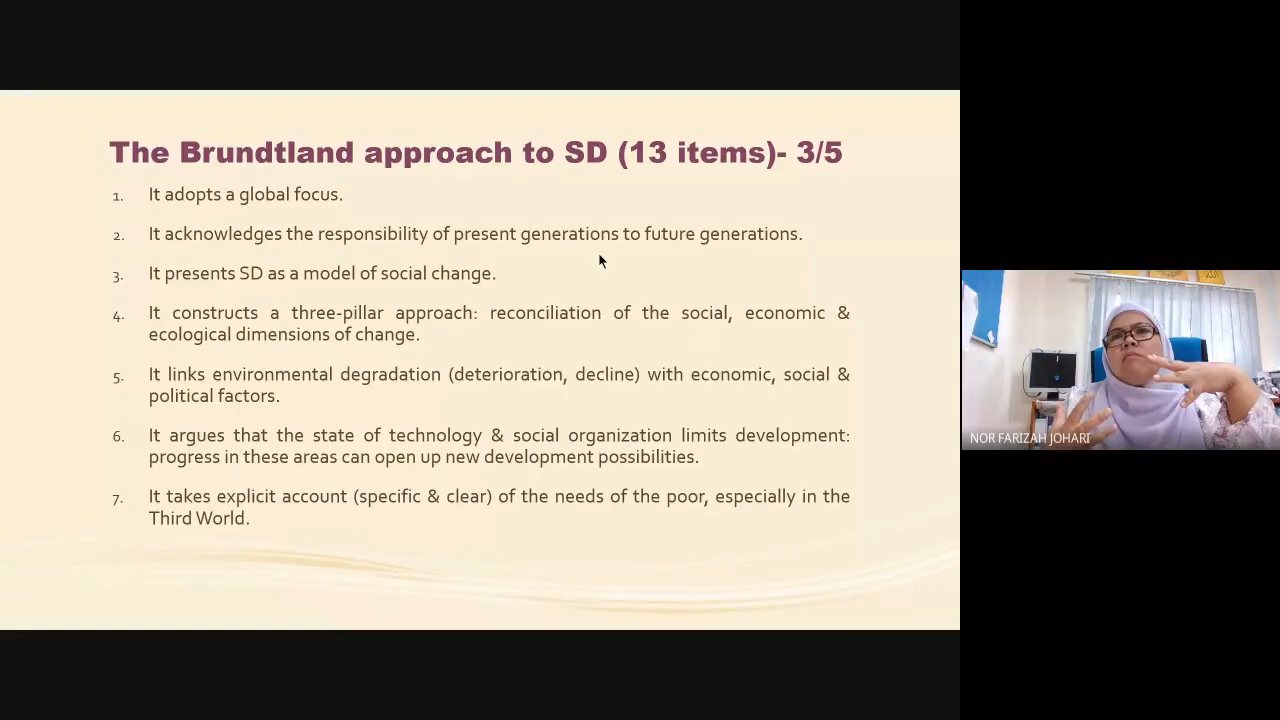 The Brundtland approach to SD (13 items)- 3/5
1. It adopts a global focus.
2. It acknowledges the responsibility of present generations to future generations.
3. It presents SD as a model of social change.
4. It constructs a three-pillar approach: reconciliation of the social, economic &
ecological dimensions of change.
5. It links environmental degradation (deterioration, decline) with economic, social &
political factors.
6. It argues that the state of technology & social organization limits development:
progress in these areas can open up new development possibilities.
7. It takes explicit account (specific & clear) of the needs of the poor, especially in the
Third World.
NOR FARIZAH JOHARI